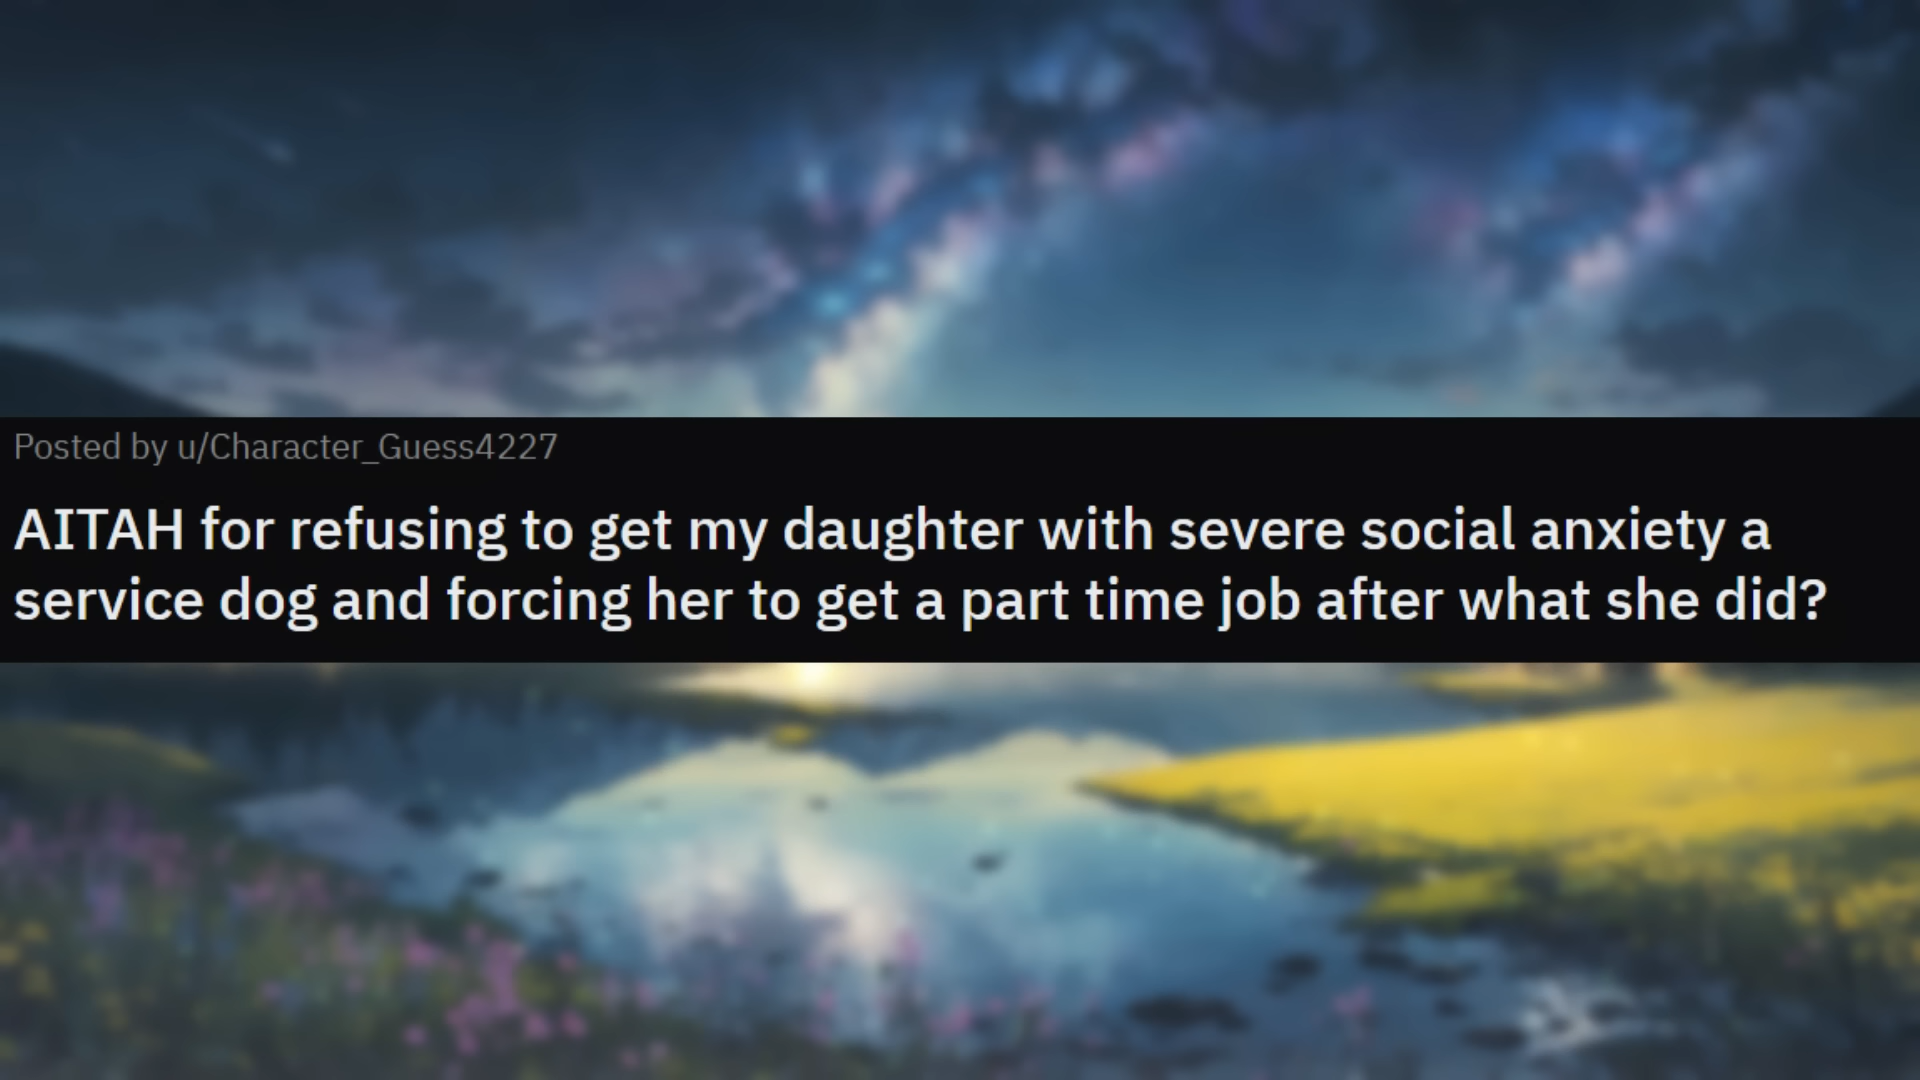 Posted by u/Character_Guess4227
AITAH for refusing to get my daughter with severe social anxiety a
service dog and forcing her to get a part time job after what she did?